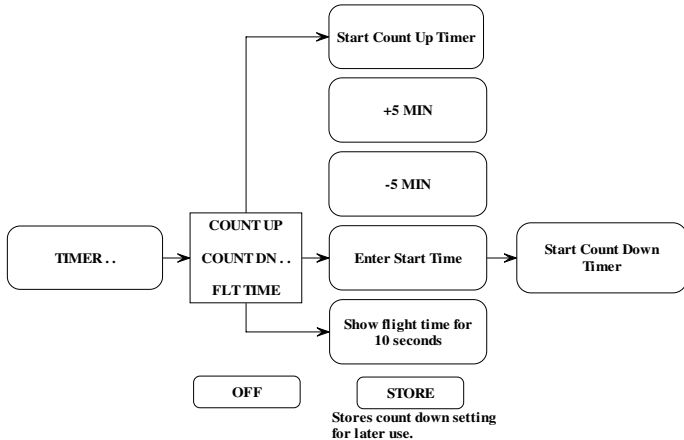 Start Count Up Timer
+5 MIN
-5 MIN
TIMER . .
COUNT UP
COUNT DN . .
FLT TIME
Enter Start Time
Start Count Down
Timer
Show flight time for
10 seconds
OFF
STORE
Stores count down setting
for later use.